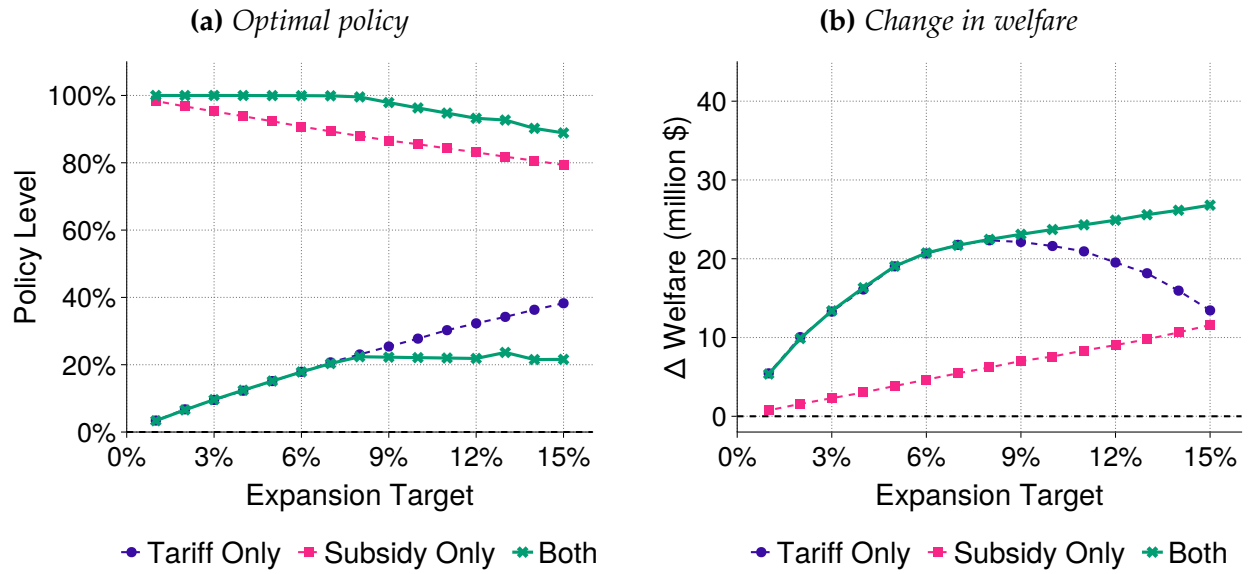 (a) Optimal policy
100%
80%
60%
40%
20%
0%
Policy Level
0%
3%
6%
9%
12%
15%
Expansion Target
Tariff Only
Subsidy Only
Both
(b) Change in welfare
40
30
20
10
0
Δ Welfare (million $)
0%
3%
6%
9%
12%
15%
Expansion Target
Tariff Only
Subsidy Only
Both